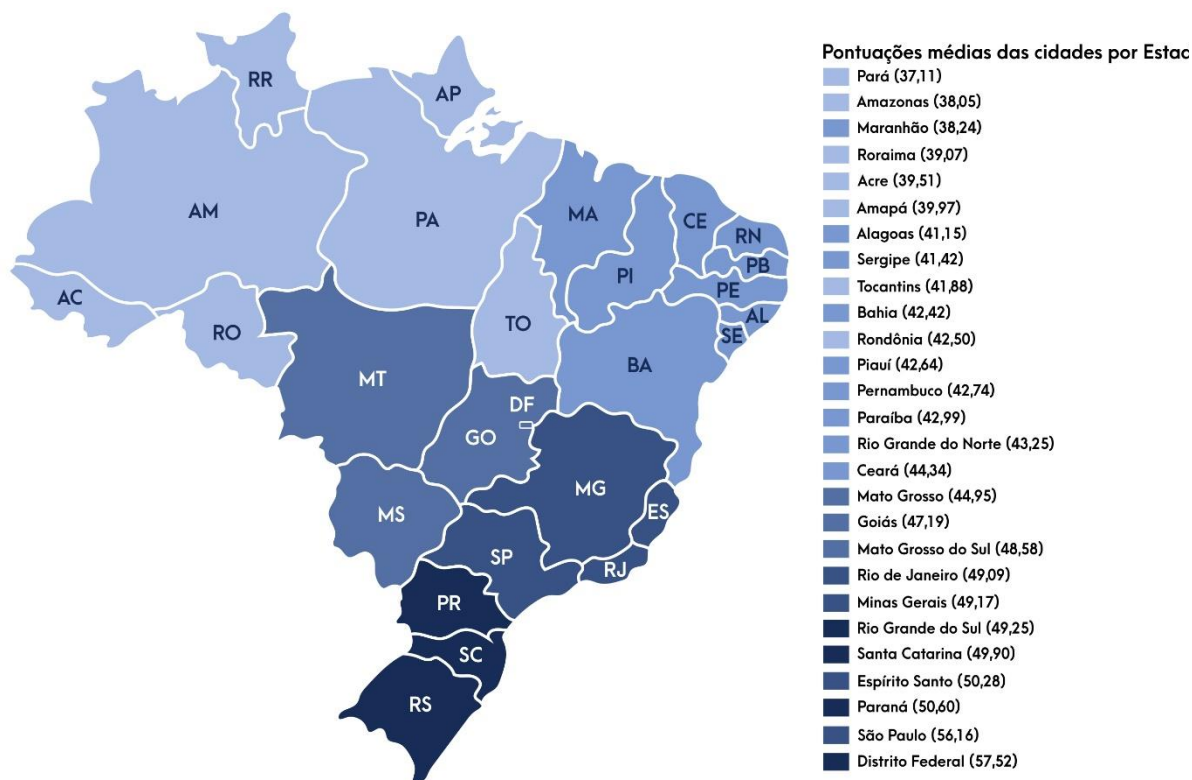 Pontuações médias das cidades por Estad
Pará (37,11)
Amazonas (38,05)
Maranhão (38,24)
Roraima (39,07)
Acre (39,51)
Amapá (39,97)
Alagoas (41,15)
Sergipe (41,42)
Tocantins (41,88)
Bahia (42,42)
Rondônia (42,50)
Piauí (42,64)
Pernambuco (42,74)
Paraíba (42,99)
Rio Grande do Norte (43,25)
Ceará (44,34)
Mato Grosso (44,95)
Goiás (47,19)
Mato Grosso do Sul (48,58)
Rio de Janeiro (49,09)
Minas Gerais (49,17)
Rio Grande do Sul (49,25)
Santa Catarina (49,90)
Espírito Santo (50,28)
Paraná (50,60)
São Paulo (56,16)
Distrito Federal (57,52)
RR
AP
AM
PA
MA
CE
RN
PB
PI
PE
AC
AL
RO
TO
SE
BA
MT
DF
GO
MG
MS
ES
SP
RJ
PR
SC
RS